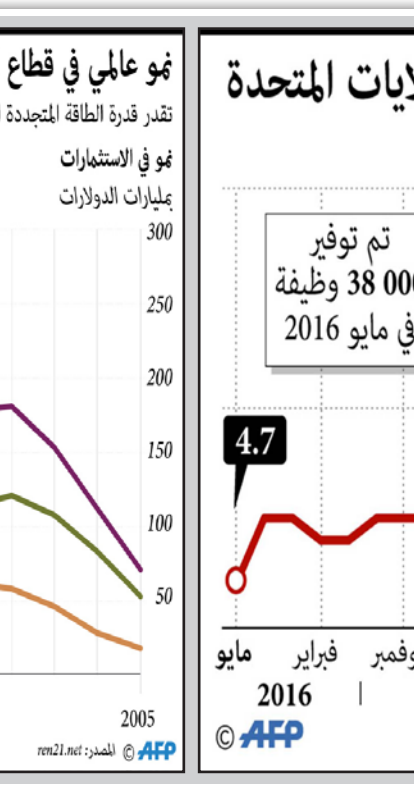 نمو عالمي في قطاع
تقدر قدرة الطاقة المتجددة
نمو في الاستثمارات
بمليارات الدولارات
300
250
200
150
100
50
2005
المصدر: ren21.net © AFP
المتحدة
تم توفير
38 000 وظيفة
في مايو 2016
4.7
فبراير مايو
2016
© AFP